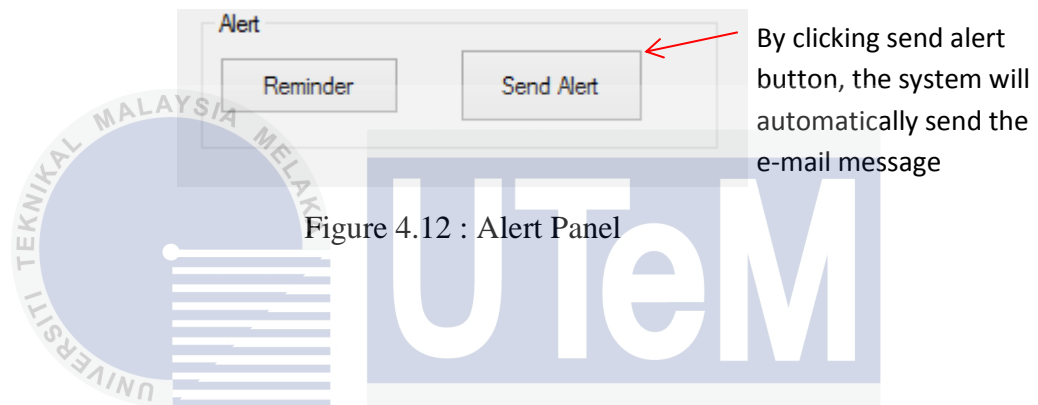 Alert
Reminder
Send Alert
By clicking send alert
button, the system will
automatically send the
e-mail message
Figure 4.12 : Alert Panel
UNIVERSITI TEKNIKAL MALAYSIA MELAKA
UTeM